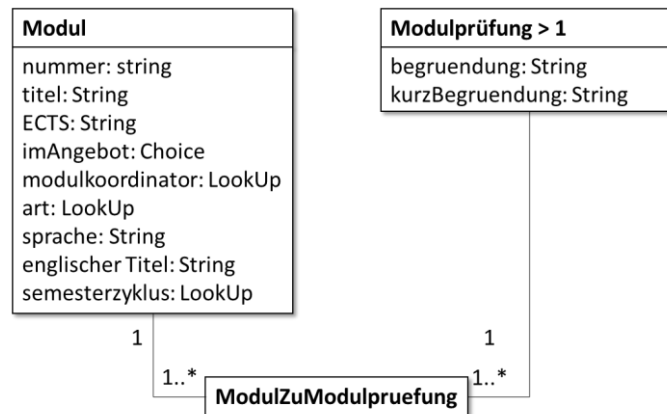 Modul
nummer: string
titel: String
ECTS: String
imAngebot: Choice
modulkoordinator: LookUp
art: LookUp
sprache: String
englischer Titel: String
semesterzyklus: LookUp
Modulprüfung > 1
begruendung: String
kurzBegruendung: String
1
1
1..*
1..*
ModulZuModulpruefung